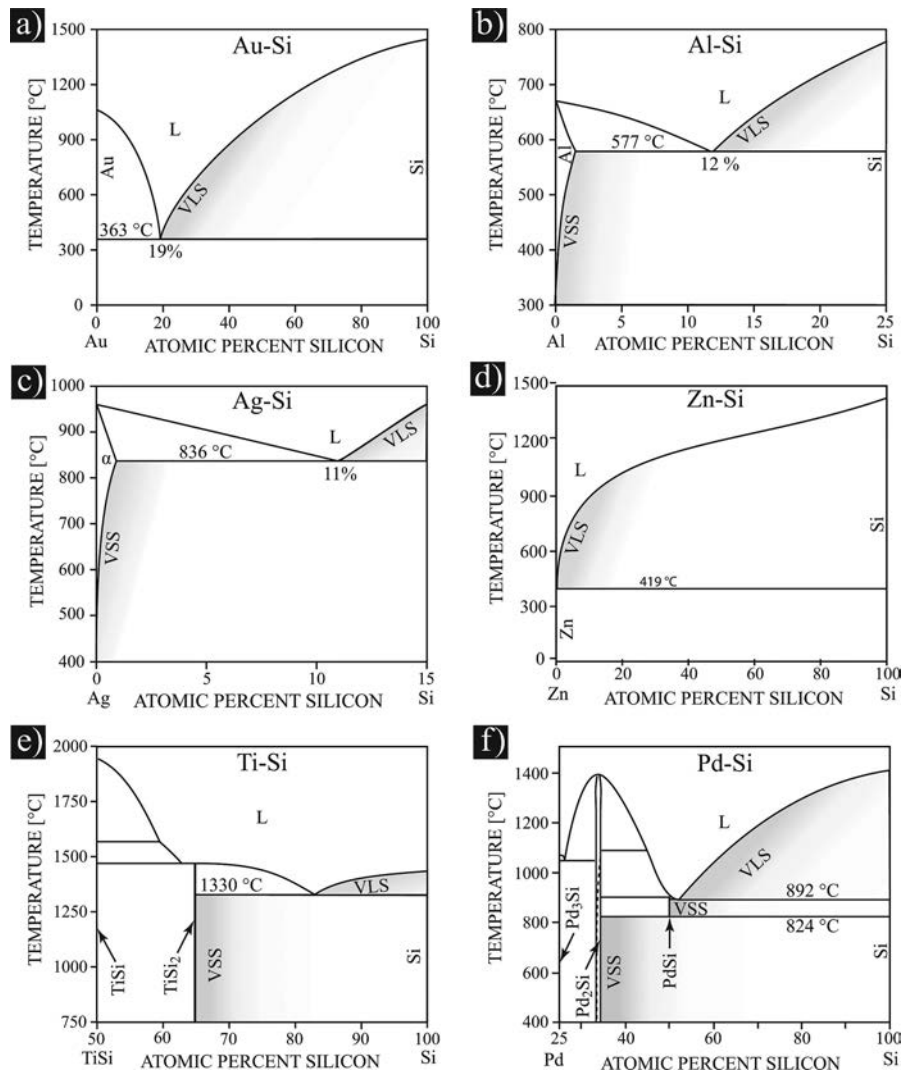 a)
Au-Si
TEMPERATURE [°C]
1500
1200
900
600
300
0
L
Au
Si
VLS
363 °C
19%
0 20 40 60 80 100
Au ATOMIC PERCENT SILICON Si
b)
Al-Si
TEMPERATURE [°C]
800
700
600
500
400
300
L
Al
577 °C
VLS
12 %
Si
VSS
0 5 10 15 20 25
Al ATOMIC PERCENT SILICON Si
c)
Ag-Si
TEMPERATURE [°C]
1000
900
800
700
600
500
400
L
VLS
α
836 °C
11%
VSS
0 5 10 15
Ag ATOMIC PERCENT SILICON Si
d)
Zn-Si
TEMPERATURE [°C]
1500
1200
900
600
300
0
L
VLS
Si
419 °C
Zn
0 20 40 60 80 100
Zn ATOMIC PERCENT SILICON Si
e)
Ti-Si
TEMPERATURE [°C]
2000
1750
1500
1250
1000
750
L
1330 °C
VLS
TiSi
TiSi2
VSS
Si
50 60 70 80 90 100
TiSi ATOMIC PERCENT SILICON Si
f)
Pd-Si
TEMPERATURE [°C]
1400
1200
1000
800
600
400
L
VLS
892 °C
VSS
824 °C
Pd3Si
Pd2Si
VSS
PdSi
Si
25 40 60 80 100
Pd ATOMIC PERCENT SILICON Si